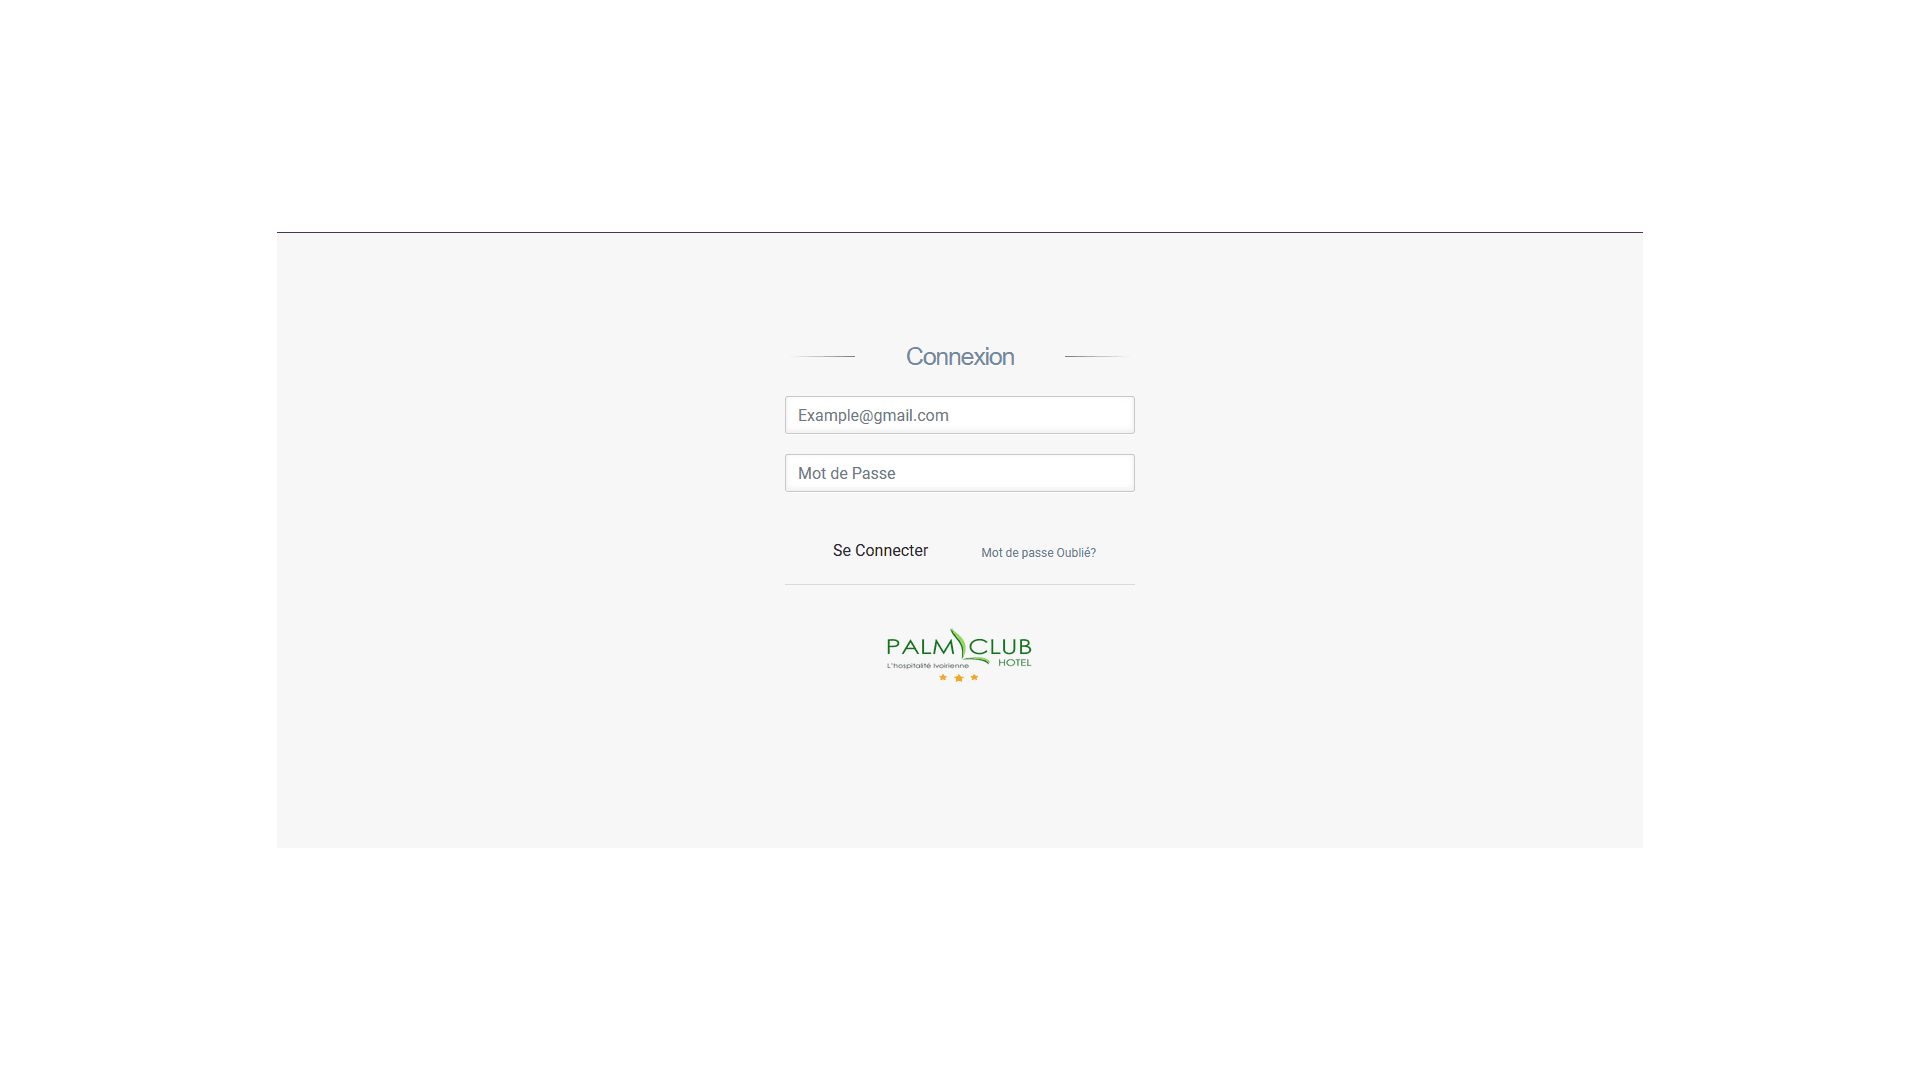 Connexion
Example@gmail.com
Mot de Passe
Se Connecter
Mot de passe Oublié?
PALM CLUB
L'hospitalité Ivoirienne
HOTEL